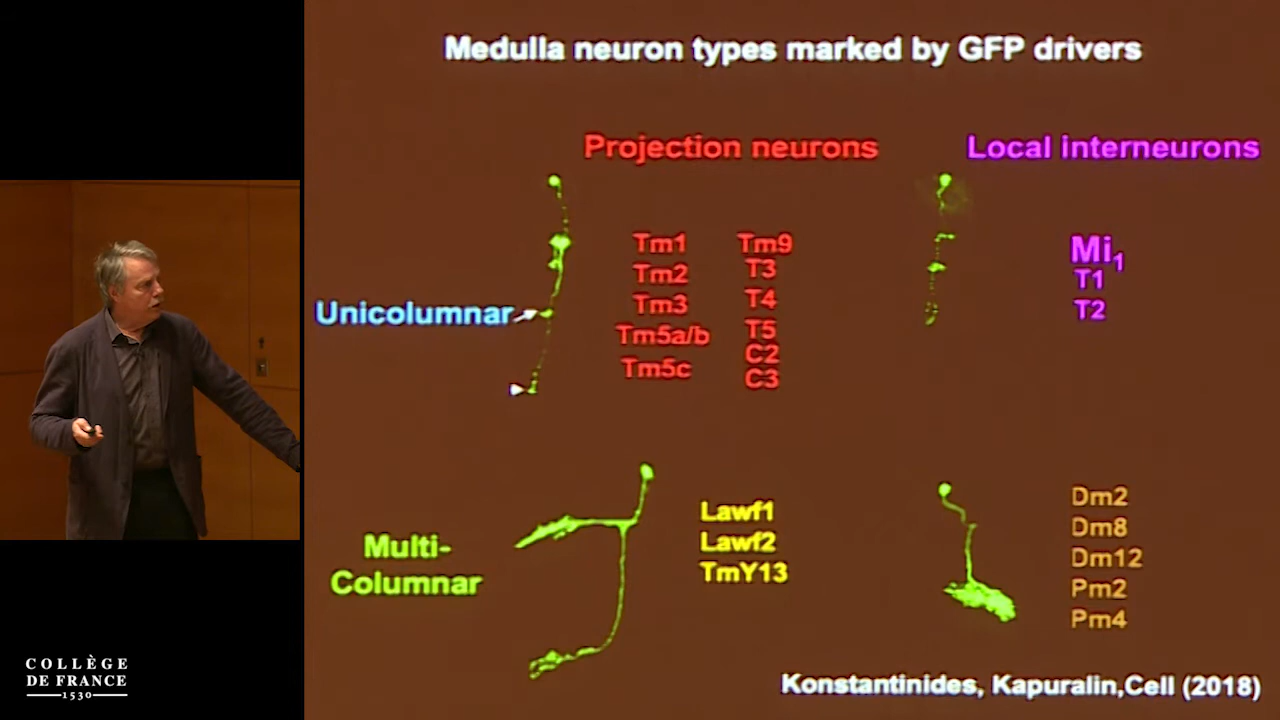 Medulla neuron types marked by GFP drivers
Projection neurons
Local interneurons
Unicolumnar
Tm1
Tm2
Tm3
Tm5a/b
Tm5c
Tm9
T3
T4
T5
C2
C3
Mi1
T1
T2
Multi-
Columnar
Lawf1
Lawf2
TmY13
Dm2
Dm8
Dm12
Pm2
Pm4
Konstantinides, Kapuralin,Cell (2018)
COLLÈGE
DE FRANCE
1530